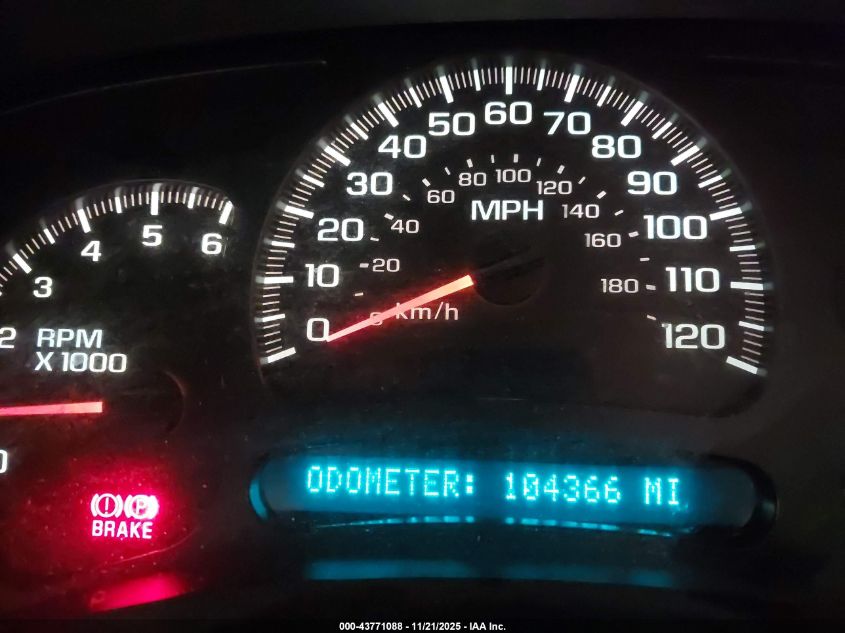 60
50 70
40 80
30 90
20 100
10 110
0 120
80 100 120
60 140
40 160
20 180
0 km/h
MPH
6
5
4
3
2
0
RPM
X1000
(!) (P)
BRAKE
ODOMETER: 104366 MI
000-43771088 - 11/21/2025 - IAA Inc.